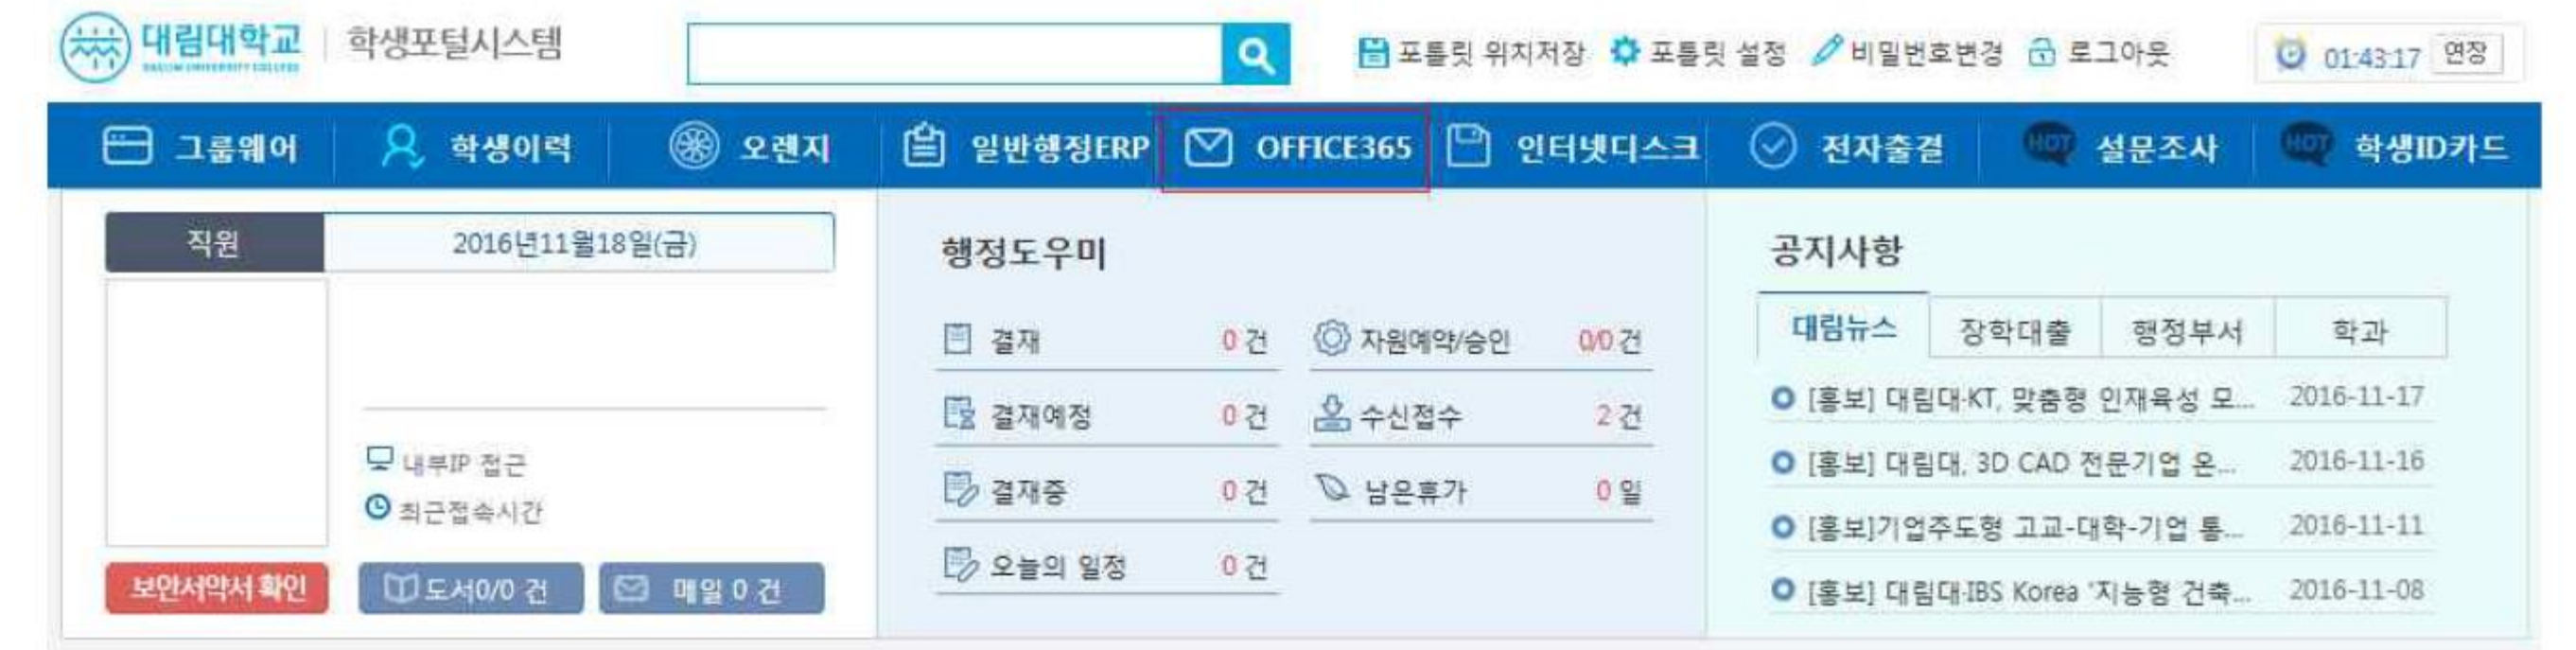 대림대학교 학생포털시스템 포틀릿 위치저장 포틀릿 설정 비밀번호변경 로그아웃 01:43:17 연장
DAELIM UNIVERSITY COLLEGE
그룹웨어 학생이력 오렌지 일반행정ERP OFFICE365 인터넷디스크 전자출결 HOT 설문조사 HOT 학생ID카드
직원 2016년11월18일(금)
내부IP 접근
최근접속시간
보안서약서 확인 도서0/0 건 메일 0 건
행정도우미
결재 0 건 자원예약/승인 0/0 건
결재예정 0 건 수신접수 2 건
결재중 0 건 남은휴가 0 일
오늘의 일정 0 건
공지사항
대림뉴스 장학대출 행정부서 학과
[홍보] 대림대-KT, 맞춤형 인재육성 모... 2016-11-17
[홍보] 대림대, 3D CAD 전문기업 온... 2016-11-16
[홍보]기업주도형 고교-대학-기업 통... 2016-11-11
[홍보] 대림대-IBS Korea '지능형 건축... 2016-11-08